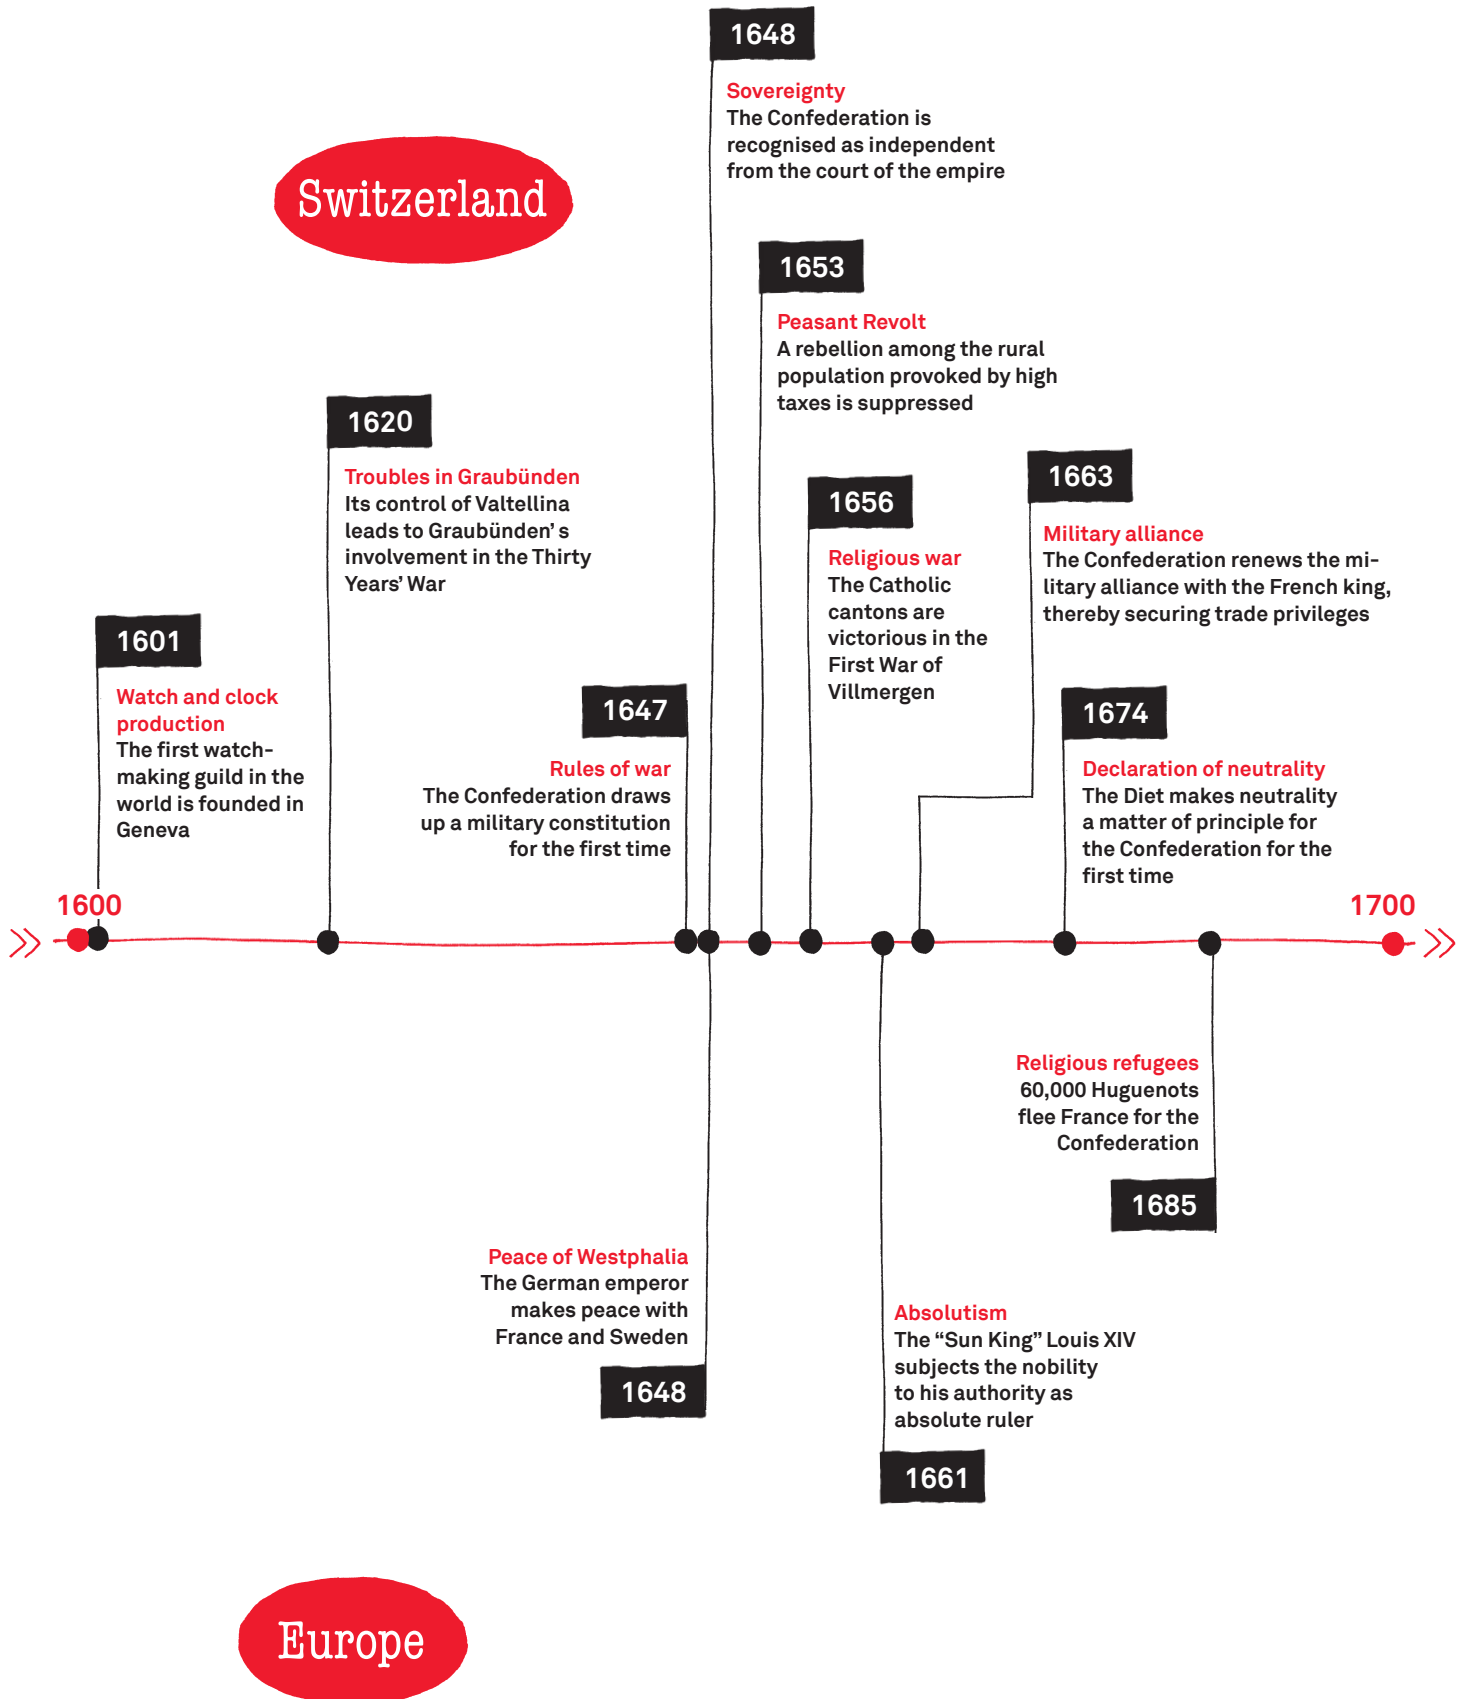 1648
Sovereignty
The Confederation is
recognised as independent
from the court of the empire
Switzerland
1653
Peasant Revolt
A rebellion among the rural
population provoked by high
taxes is suppressed
1620
Troubles in Graubünden
Its control of Valtellina
leads to Graubünden’ s
involvement in the Thirty
Years’ War
1656
Religious war
The Catholic
cantons are
victorious in the
First War of
Villmergen
1663
Military alliance
The Confederation renews the mi-
litary alliance with the French king,
thereby securing trade privileges
1601
Watch and clock
production
The first watch-
making guild in the
world is founded in
Geneva
1647
Rules of war
The Confederation draws
up a military constitution
for the first time
1674
Declaration of neutrality
The Diet makes neutrality
a matter of principle for
the Confederation for the
first time
1600
1700
Religious refugees
60,000 Huguenots
flee France for the
Confederation
1685
Peace of Westphalia
The German emperor
makes peace with
France and Sweden
1648
Absolutism
The “Sun King” Louis XIV
subjects the nobility
to his authority as
absolute ruler
1661
Europe